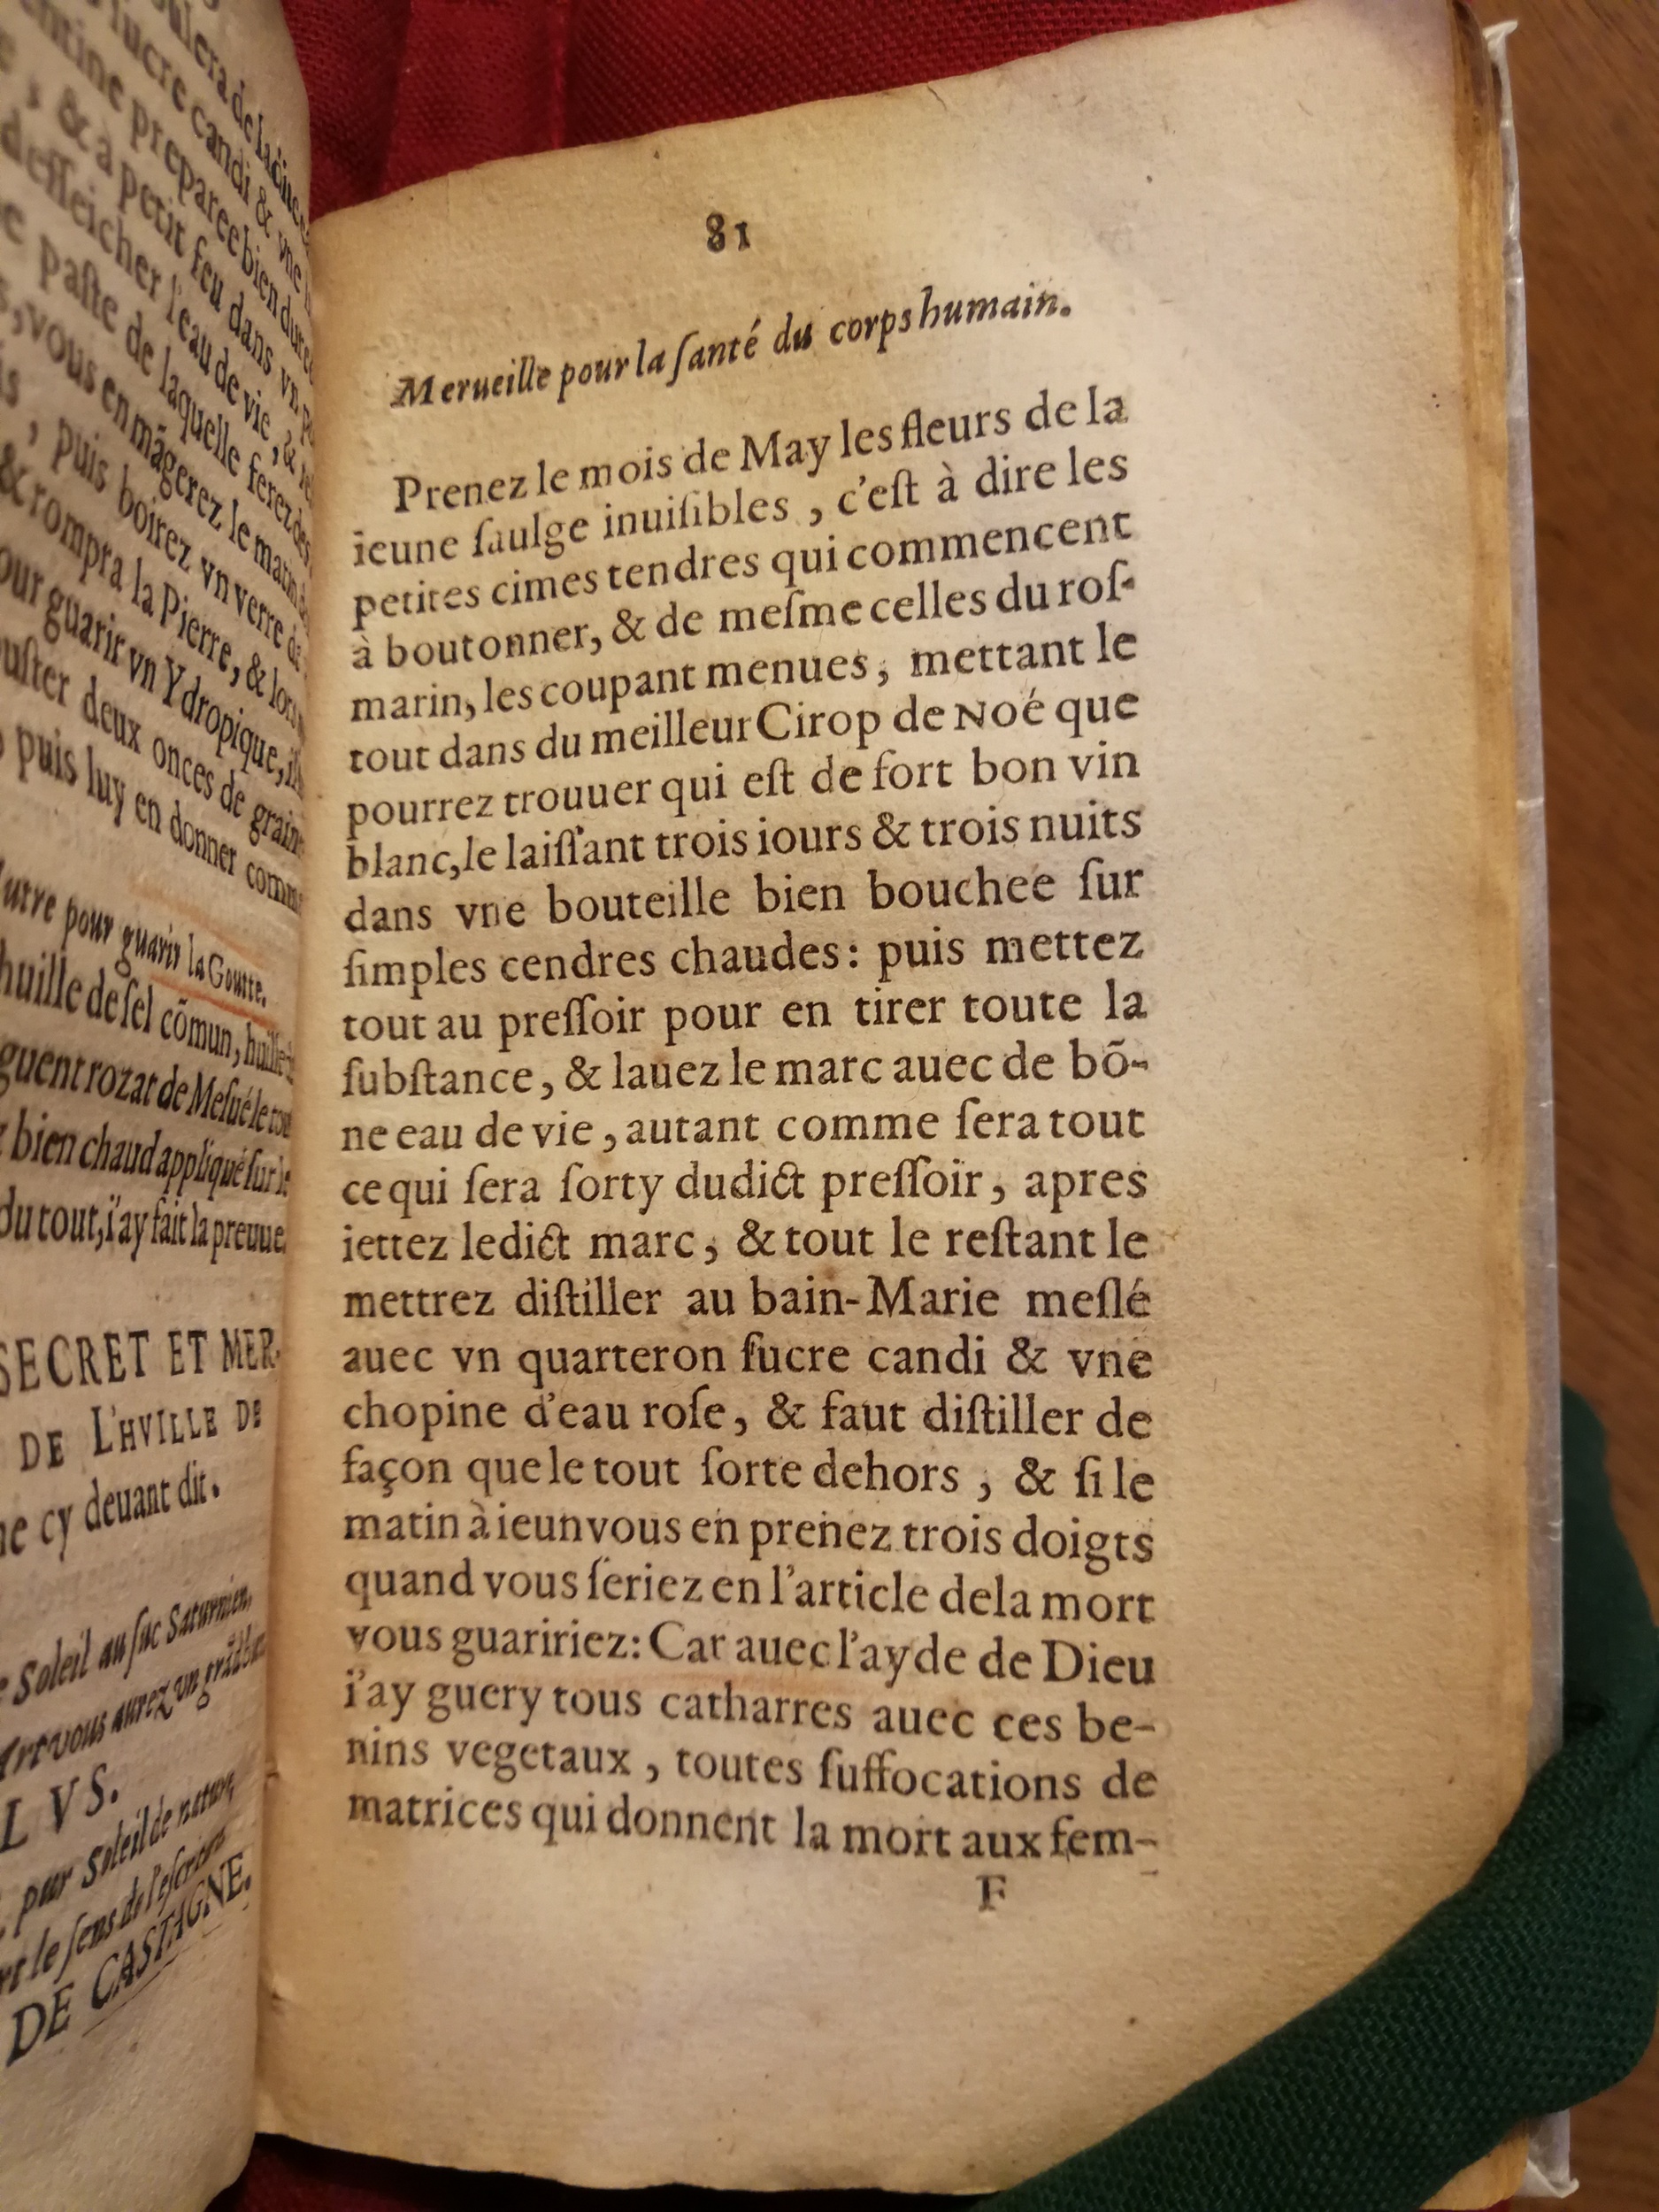 sucre candi & vne
preparee bien
& a petit feu dans vn
desseicher l'eau de vie, &
paſte de laquelle ferez des
vous en mãgerez le matin
, puis boirez vn verre de
& rompra la Pierre, & lors
guarir vn Ydropique,
deux onces de graine
puis luy en donner comme
pour guarir la Goutte.
huille de ſel cõmun, huille
rozat de Meſué le tout
bien chaud appliqué ſur le
du tout, i'ay fait la preuue.
SECRET ET MER-
DE L'HVILLE DE
cy deuant dit.
Soleil au ſuc Saturnien,
vous aurez vn
LVS.
pur Soleil de nature
le ſens de l'eſcriture
DE CASTAGNE.
81
Merueille pour la ſanté du corps humain.
Prenez le mois de May les fleurs de la
ieune ſaulge inuiſibles, c'eſt à dire les
petites cimes tendres qui commencent
à boutonner, & de meſme celles du roſ-
marin, les coupant menues, mettant le
tout dans du meilleur Cirop de Noé que
pourrez trouuer qui eſt de fort bon vin
blanc, le laiſſant trois iours & trois nuits
dans vne bouteille bien bouchee ſur
ſimples cendres chaudes: puis mettez
tout au preſſoir pour en tirer toute la
ſubſtance, & lauez le marc auec de bõ-
ne eau de vie, autant comme ſera tout
ce qui ſera ſorty dudict preſſoir, apres
iettez ledict marc, & tout le reſtant le
mettrez diſtiller au bain-Marie meſlé
auec vn quarteron ſucre candi & vne
chopine d'eau roſe, & faut diſtiller de
façon que le tout ſorte dehors, & ſi le
matin à ieun vous en prenez trois doigts
quand vous ſeriez en l'article de la mort
vous guaririez: Car auec l'ayde de Dieu
i'ay guery tous catharres auec ces be-
nins vegetaux, toutes ſuffocations de
matrices qui donnent la mort aux fem-
F